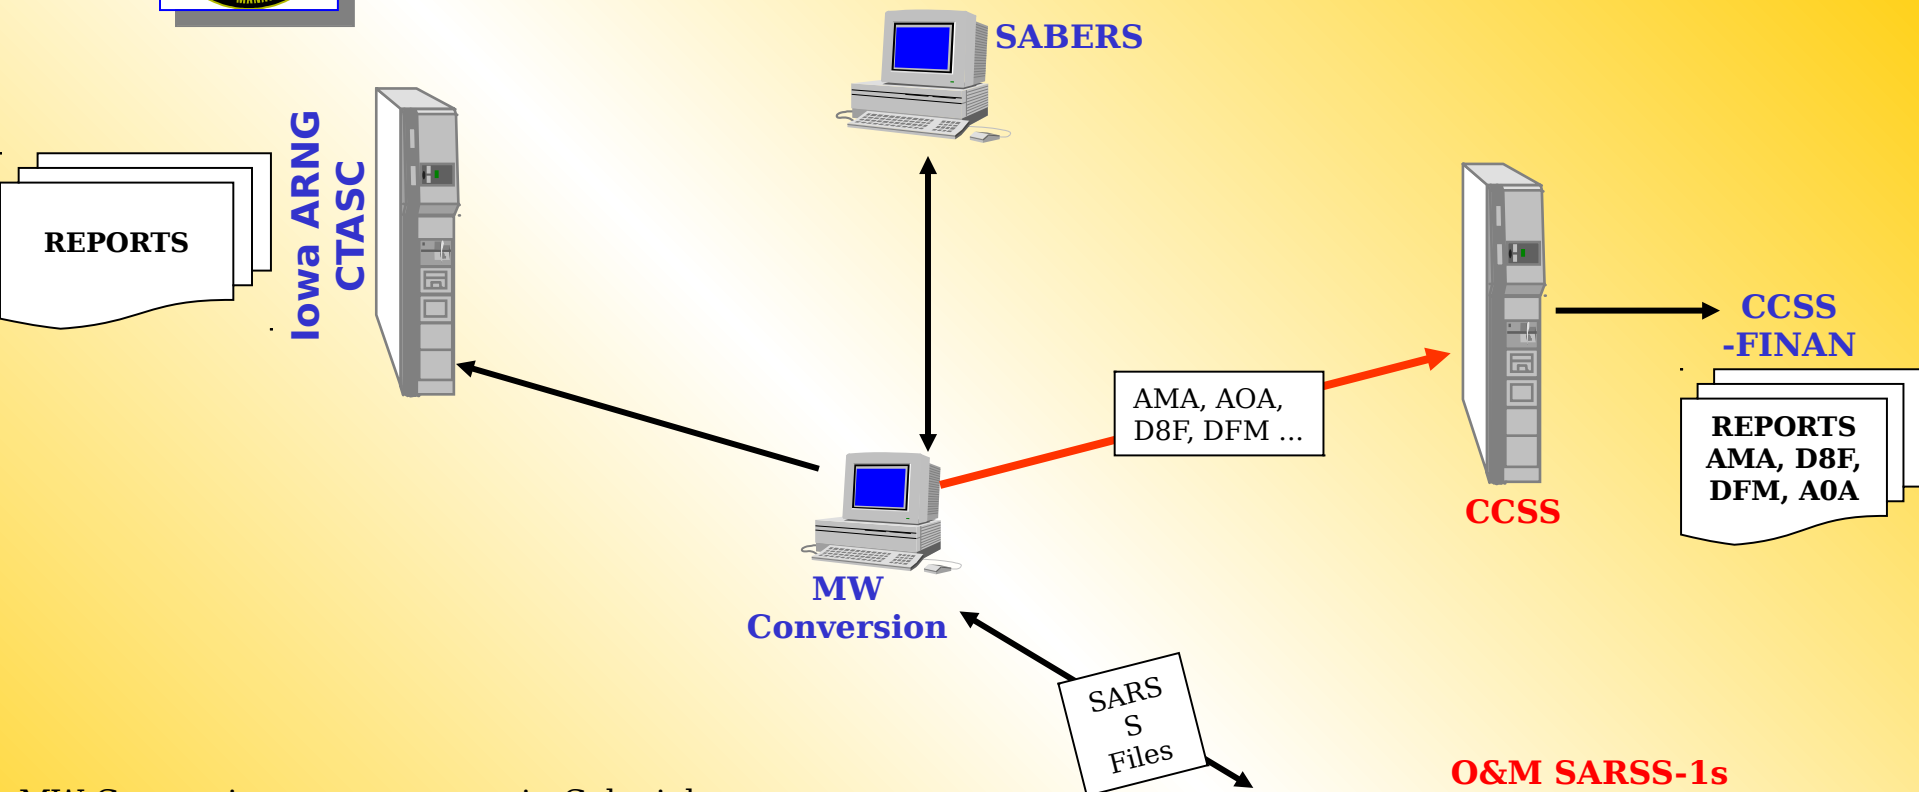 SABERS
Iowa ARNG
CTASC
REPORTS
CCSS
-FINAN
AMA, AOA,
D8F, DFM ...
REPORTS
AMA, D8F,
DFM, A0A
CCSS
MW
Conversion
SARS
S
Files
O&M SARSS-1s